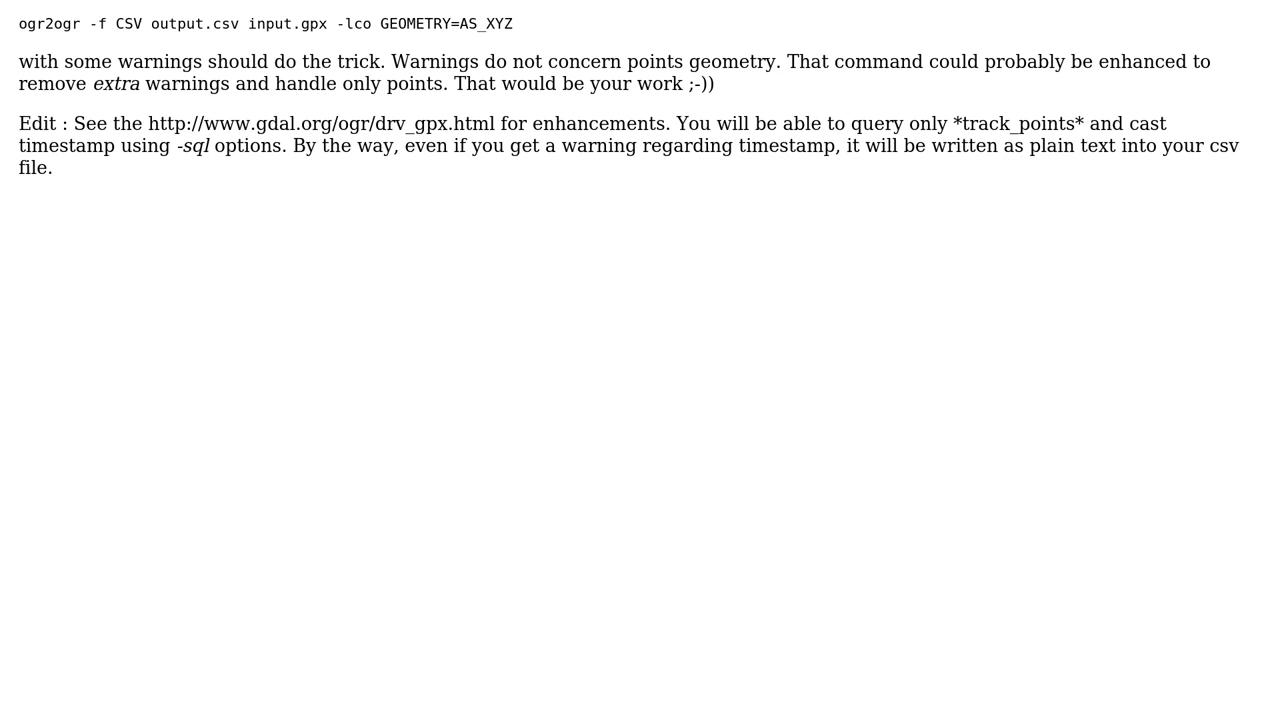 ogr2ogr -f CSV output.csv input.gpx -lco GEOMETRY=AS_XYZ
with some warnings should do the trick. Warnings do not concern points geometry. That command could probably be enhanced to
remove extra warnings and handle only points. That would be your work ;-))
Edit : See the http://www.gdal.org/ogr/drv_gpx.html for enhancements. You will be able to query only *track_points* and cast
timestamp using -sql options. By the way, even if you get a warning regarding timestamp, it will be written as plain text into your csv
file.